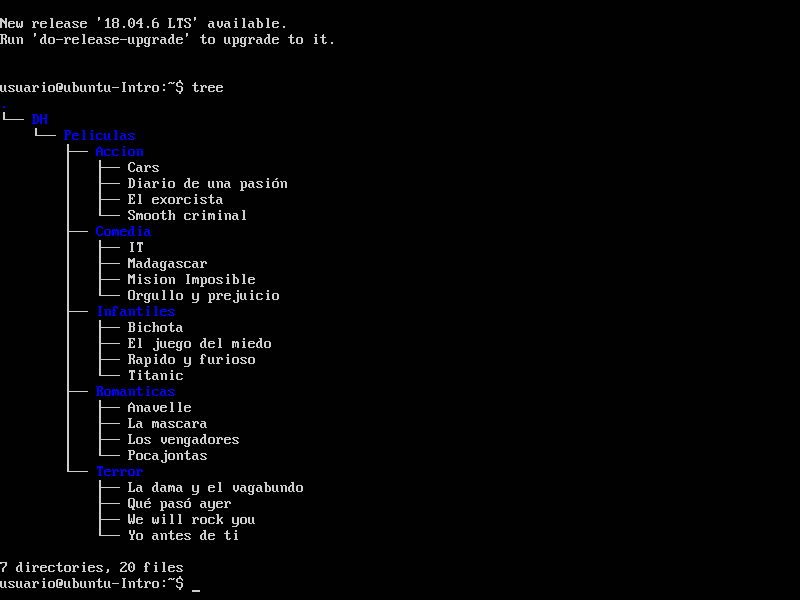 New release '18.04.6 LTS' available.
Run 'do-release-upgrade' to upgrade to it.
usuario@ubuntu-Intro:~$ tree
.
└── DH
    └── Peliculas
        ├── Accion
        │   ├── Cars
        │   ├── Diario de una pasión
        │   ├── El exorcista
        │   └── Smooth criminal
        ├── Comedia
        │   ├── IT
        │   ├── Madagascar
        │   ├── Mision Imposible
        │   └── Orgullo y prejuicio
        ├── Infantiles
        │   ├── Bichota
        │   ├── El juego del miedo
        │   ├── Rapido y furioso
        │   └── Titanic
        ├── Romanticas
        │   ├── Anavelle
        │   ├── La mascara
        │   ├── Los vengadores
        │   └── Pocajontas
        └── Terror
            ├── La dama y el vagabundo
            ├── Qué pasó ayer
            ├── We will rock you
            └── Yo antes de ti
7 directories, 20 files
usuario@ubuntu-Intro:~$ _